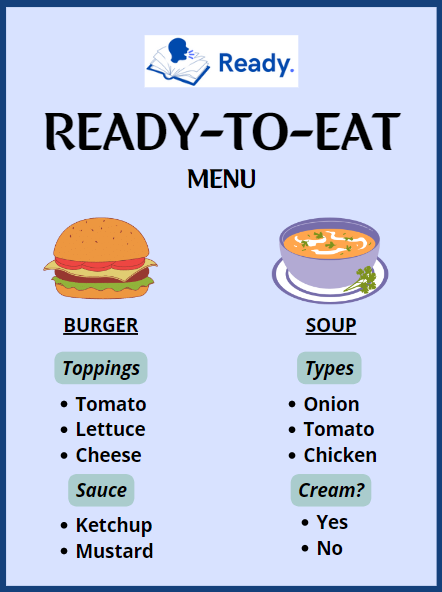 Ready.
READY-TO-EAT
MENU
BURGER
Toppings
• Tomato
• Lettuce
• Cheese
Sauce
• Ketchup
• Mustard
SOUP
Types
• Onion
• Tomato
• Chicken
Cream?
• Yes
• No